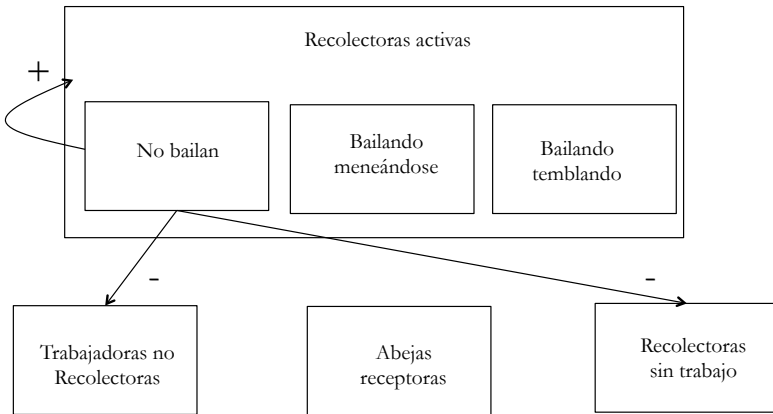 Recolectoras activas
+
No bailan
Bailando
meneándose
Bailando
temblando
-
-
Trabajadoras no
Recolectoras
Abejas
receptoras
Recolectoras
sin trabajo